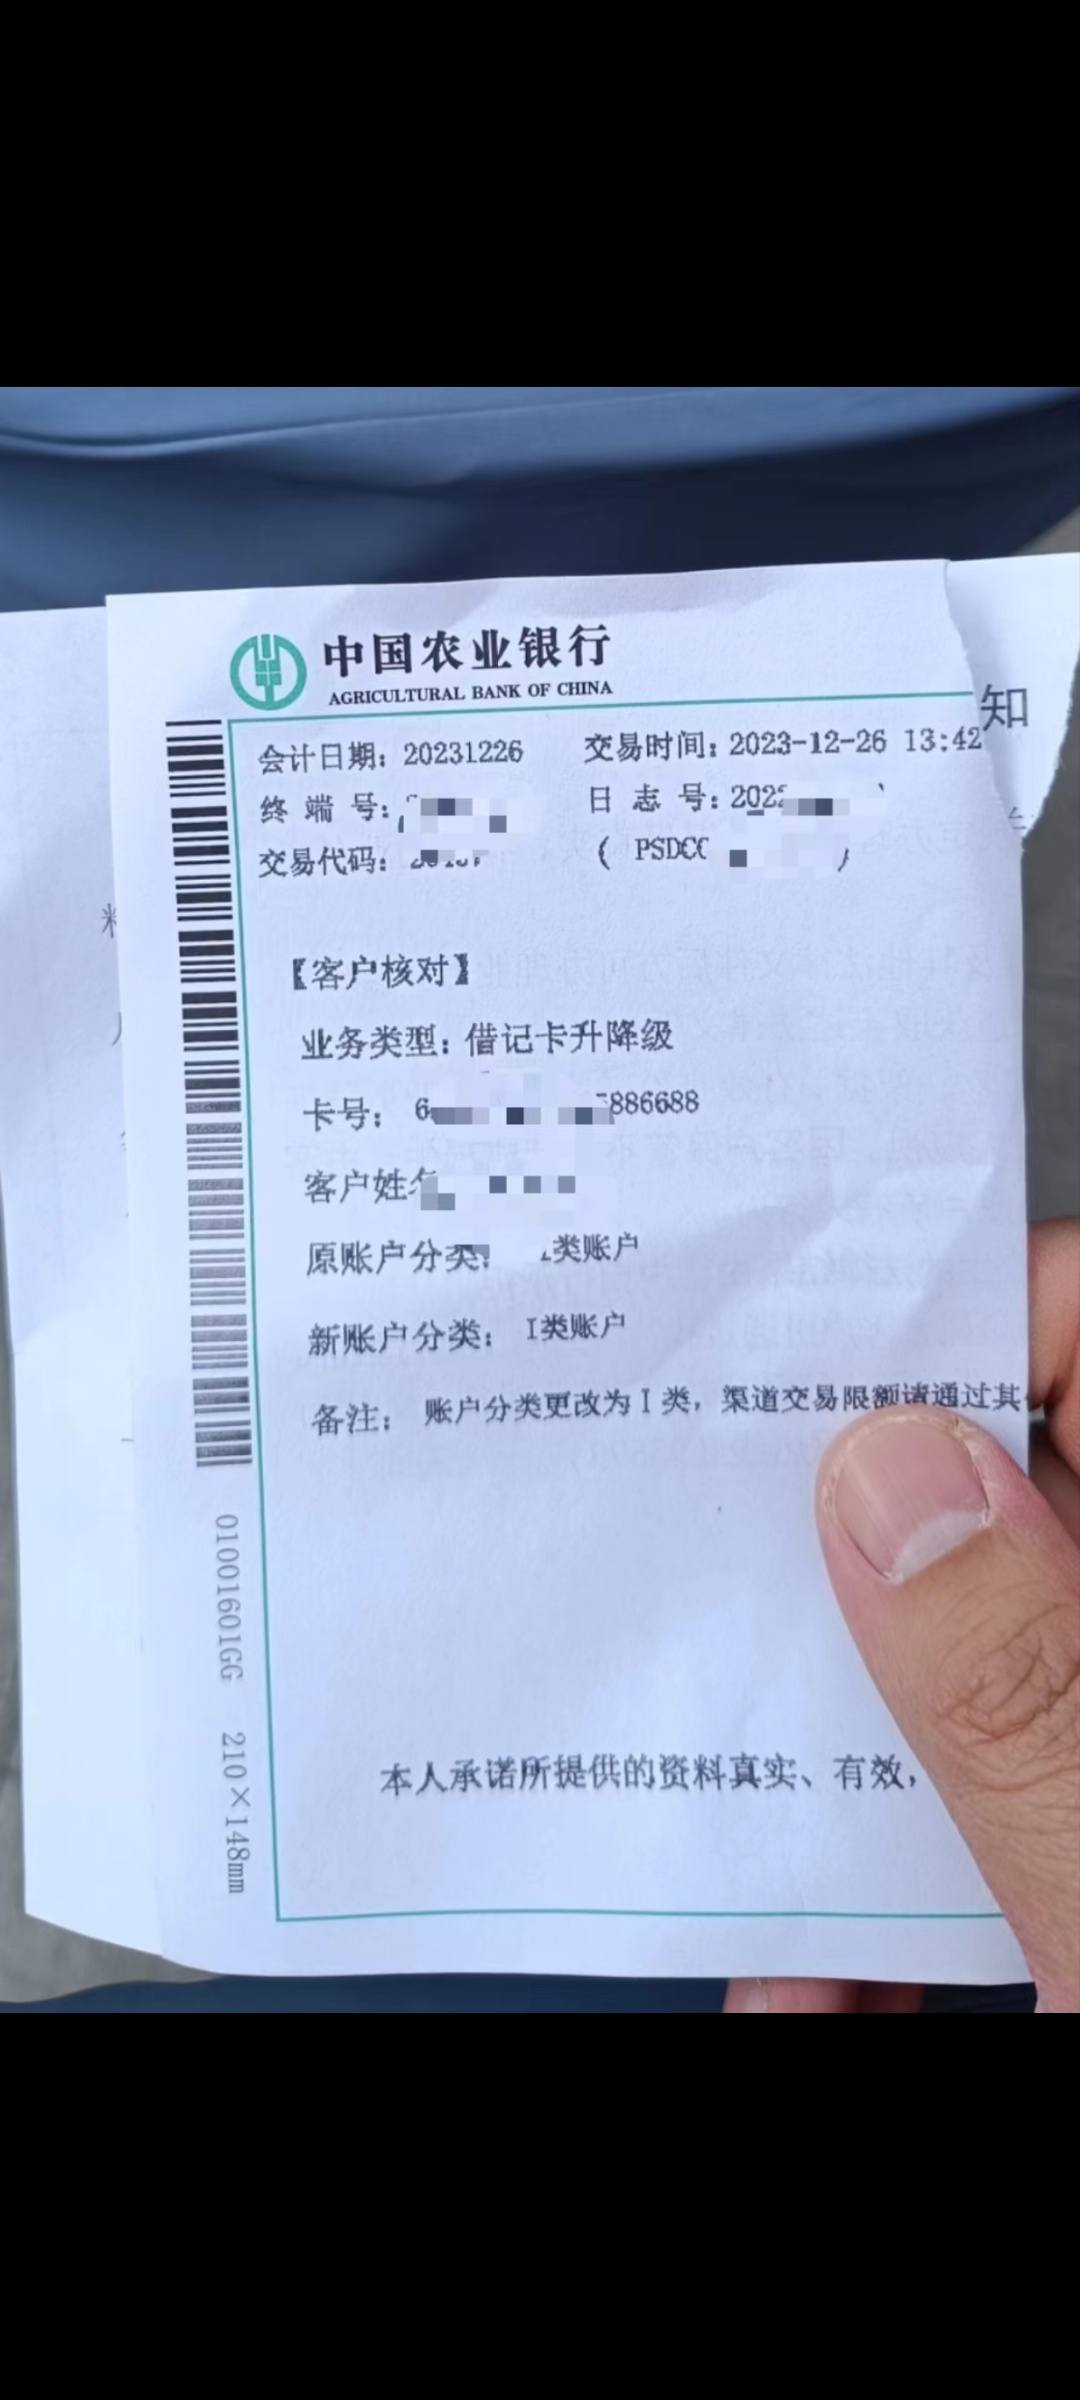 中国农业银行
AGRICULTURAL BANK OF CHINA
知
会计日期：20231226 交易时间：2023-12-26 13:42
终 端 号： 日 志 号：202
交易代码： （ PSDC
【客户核对】
业务类型：借记卡升降级
卡号：6 886688
客户姓
原账户分类： 类账户
新账户分类：I类账户
备注：账户分类更改为I类，渠道交易限额请通过其
本人承诺所提供的资料真实、有效，
01001601GG 210×148mm